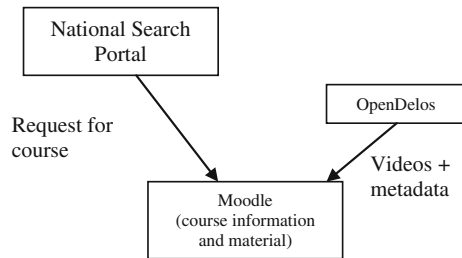 National Search
Portal
OpenDelos
Request for
course
Videos +
metadata
Moodle
(course information
and material)